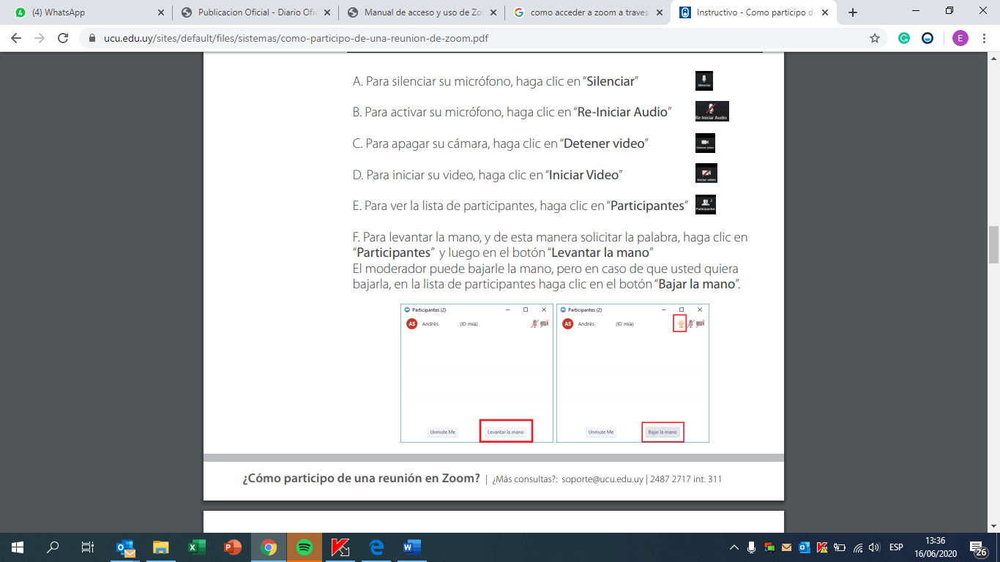 (4) WhatsApp
Publicacion Oficial - Diario Ofic
Manual de acceso y uso de Zoo
como acceder a zoom a traves
Instructivo - Como participo de
ucu.edu.uy/sites/default/files/sistemas/como-participo-de-una-reunion-de-zoom.pdf
E
A. Para silenciar su micrófono, haga clic en “Silenciar”
Silenciar
B. Para activar su micrófono, haga clic en “Re-Iniciar Audio”
Re-Iniciar Audio
C. Para apagar su cámara, haga clic en “Detener video”
Detener video
D. Para iniciar su video, haga clic en “Iniciar Video”
Iniciar video
E. Para ver la lista de participantes, haga clic en “Participantes”
2
Participantes
F. Para levantar la mano, y de esta manera solicitar la palabra, haga clic en
“Participantes” y luego en el botón “Levantar la mano”
El moderador puede bajarle la mano, pero en caso de que usted quiera
bajarla, en la lista de participantes haga clic en el botón “Bajar la mano”.
Participantes (2)
AS Andrés (ID mía)
Unmute Me Levantar la mano
Participantes (2)
AS Andrés (ID mía)
Unmute Me Bajar la mano
¿Cómo participo de una reunión en Zoom? | ¿Más consultas?: soporte@ucu.edu.uy | 2487 2717 int. 311
ESP
13:36
16/06/2020
26